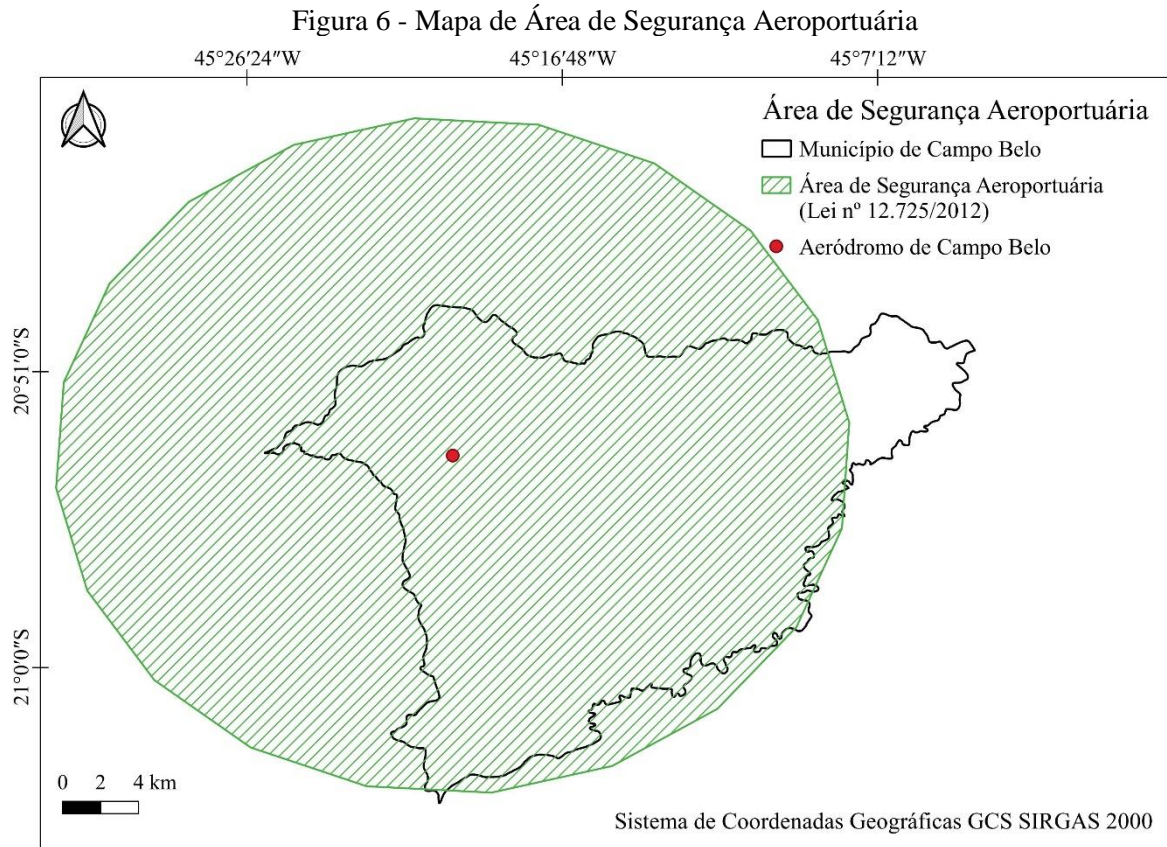 Figura 6 - Mapa de Área de Segurança Aeroportuária
45°26'24"W
45°16'48"W
45°7'12"W
Área de Segurança Aeroportuária
Município de Campo Belo
Área de Segurança Aeroportuária
(Lei nº 12.725/2012)
Aeródromo de Campo Belo
20°51'0"S
21°0'0"S
0 2 4 km
Sistema de Coordenadas Geográficas GCS SIRGAS 2000